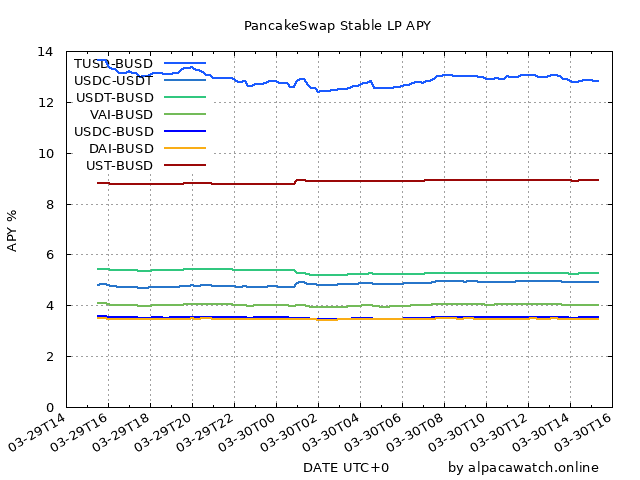 PancakeSwap Stable LP APY
14
12
10
8
6
4
2
0
APY %
TUSD-BUSD
USDC-USDT
USDT-BUSD
VAI-BUSD
USDC-BUSD
DAI-BUSD
UST-BUSD
03-29T14
03-29T16
03-29T18
03-29T20
03-29T22
03-30T00
03-30T02
03-30T04
03-30T06
03-30T08
03-30T10
03-30T12
03-30T14
03-30T16
DATE UTC+0
by alpacawatch.online